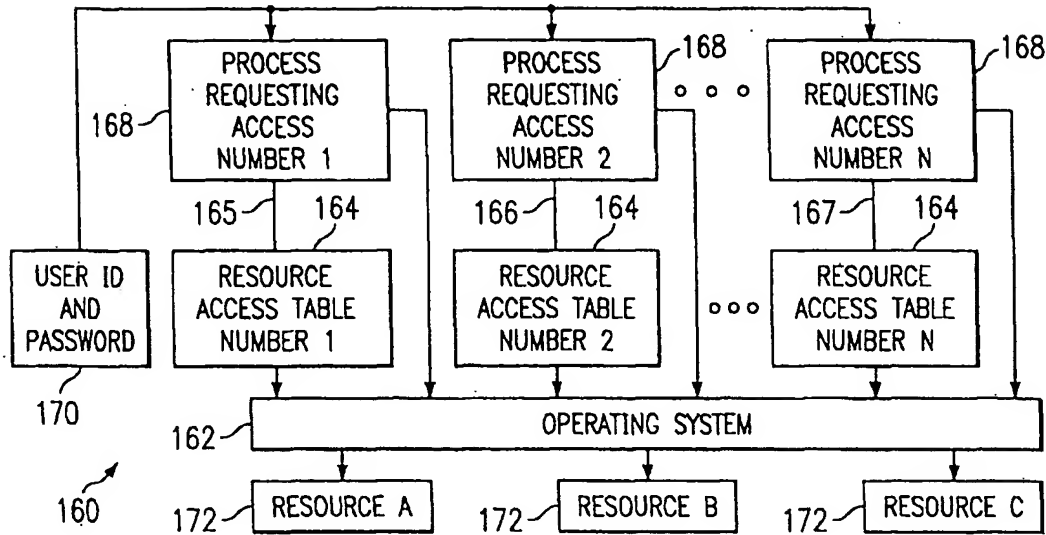 PROCESS
REQUESTING
ACCESS
NUMBER 1
168
PROCESS
REQUESTING
ACCESS
NUMBER 2
168
PROCESS
REQUESTING
ACCESS
NUMBER N
168
165
164
166
164
167
164
USER ID
AND
PASSWORD
170
RESOURCE
ACCESS TABLE
NUMBER 1
RESOURCE
ACCESS TABLE
NUMBER 2
RESOURCE
ACCESS TABLE
NUMBER N
162
OPERATING SYSTEM
160
172
RESOURCE A
172
RESOURCE B
172
RESOURCE C